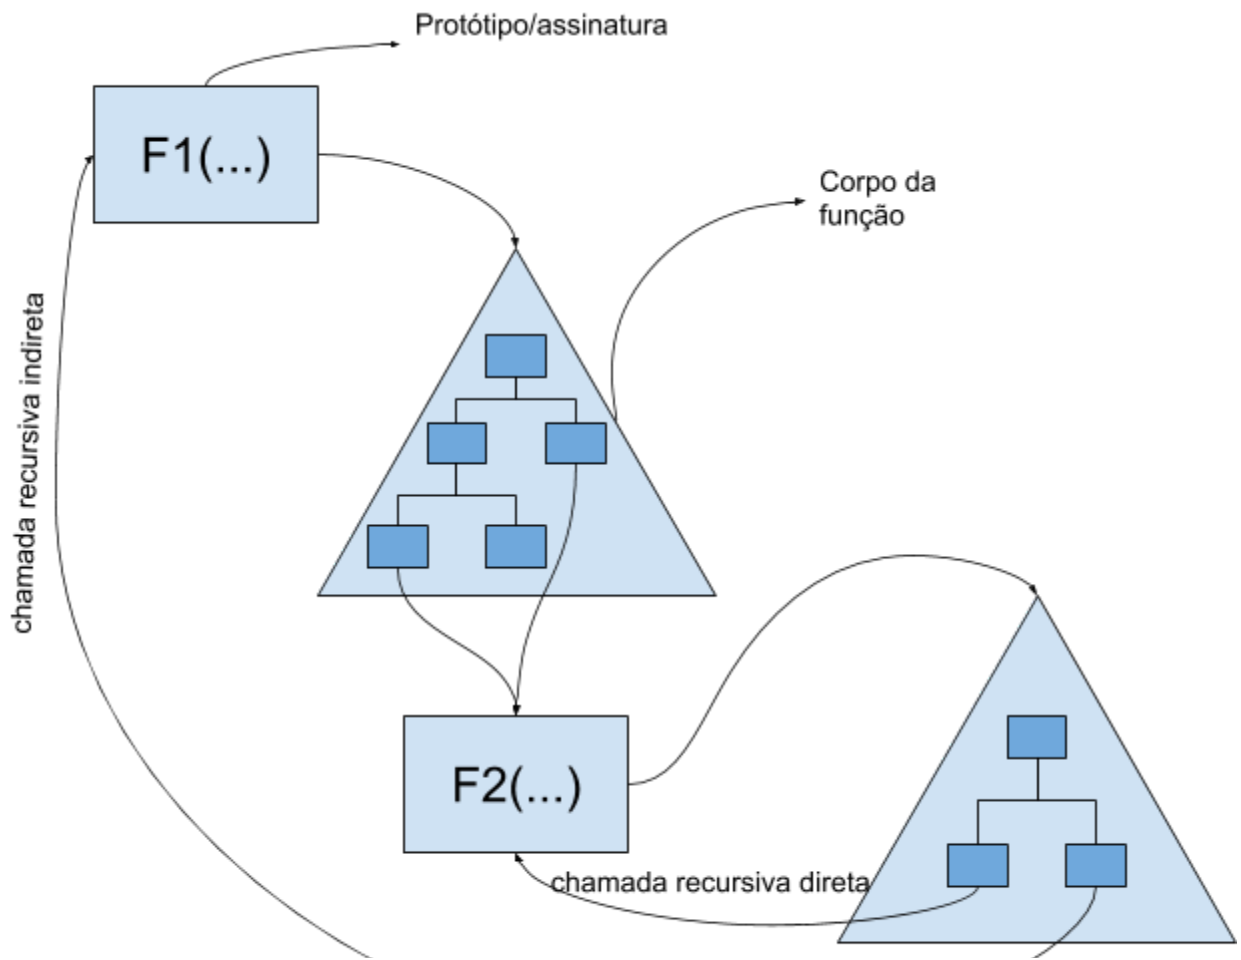 Protótipo/assinatura
F1(...)
Corpo da
função
chamada recursiva indireta
F2(...)
chamada recursiva direta